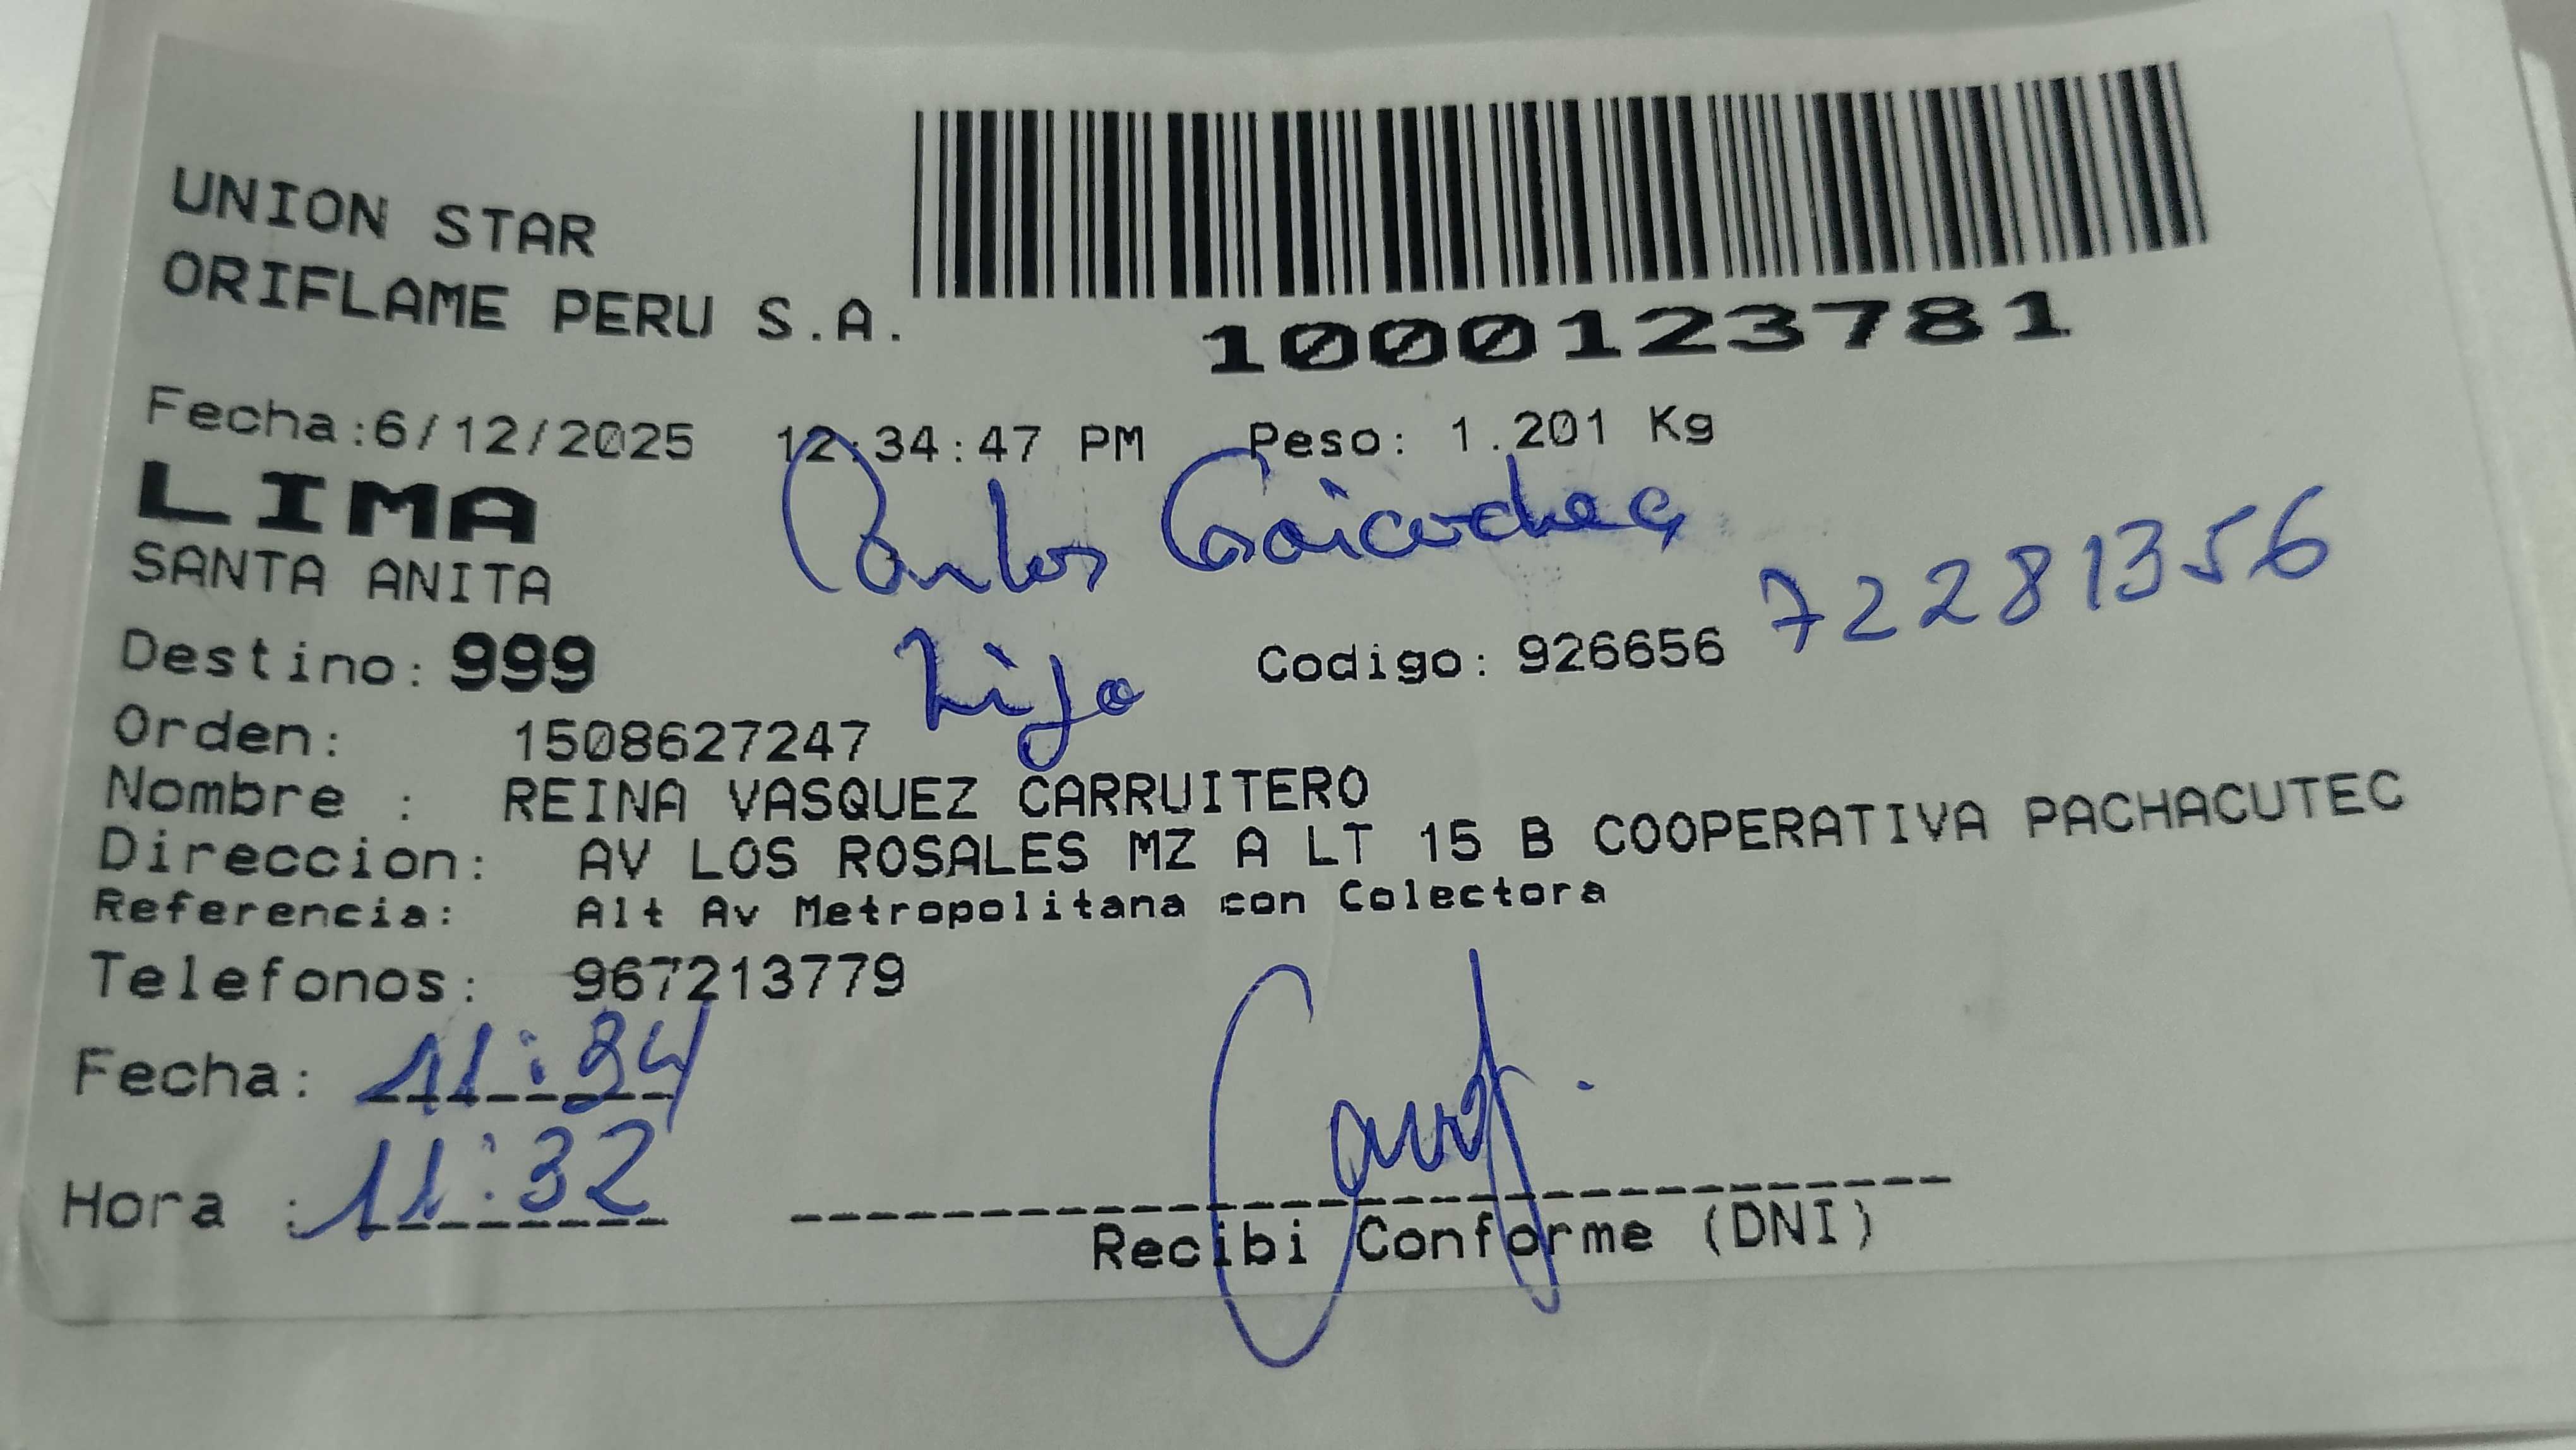 UNION STAR
ORIFLAME PERU S.A.
1000123781
Fecha:6/12/2025 12:34:47 PM Peso: 1.201 Kg
LIMA
Carlos Goicochea
SANTA ANITA
72281356
Destino: 999
hijo
Codigo: 926656
Orden: 1508627247
Nombre : REINA VASQUEZ CARRUITERO
Direccion: AV LOS ROSALES MZ A LT 15 B COOPERATIVA PACHACUTEC
Referencia: Alt Av Metropolitana con Colectora
Telefonos: 967213779
Fecha: 11:34
Hora : 11:32
Recibi Conforme (DNI)